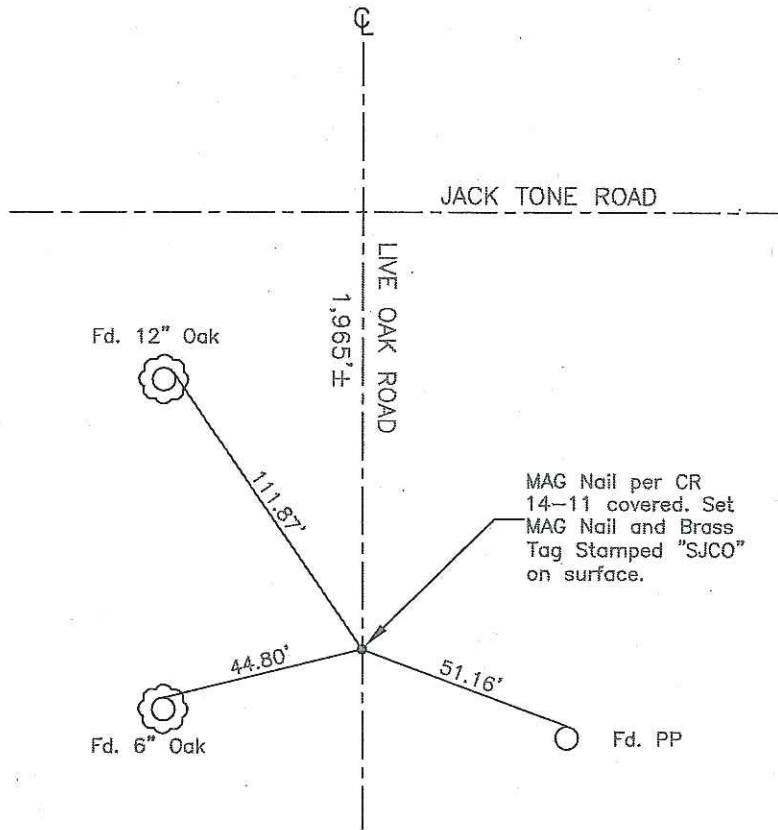 ℄
JACK TONE ROAD
LIVE OAK ROAD
1,965'±
Fd. 12" Oak
111.87'
MAG Nail per CR
14-11 covered. Set
MAG Nail and Brass
Tag Stamped "SJCO"
on surface.
44.80'
51.16'
Fd. 6" Oak
Fd. PP